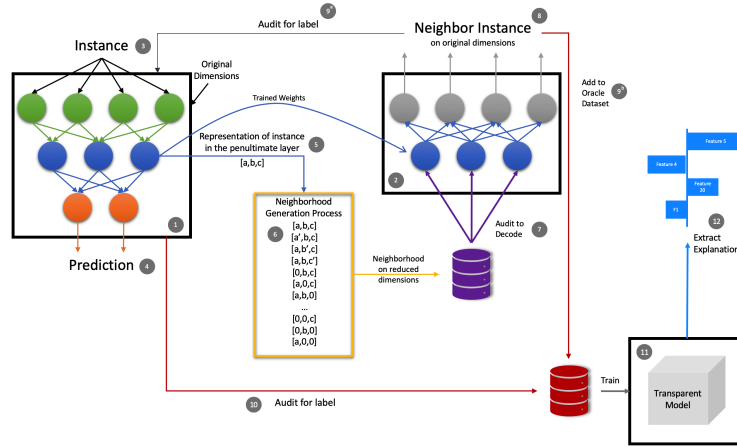 Audit for label
9ª
Neighbor Instance
8
on original dimensions
Instance
3
Original
Dimensions
Trained Weights
Add to
Oracle
Dataset
9ᵇ
Representation of instance
in the penultimate layer
5
[a,b,c]
2
1
Prediction
4
Neighborhood
Generation Process
6
[a,b,c]
[a',b,c]
[a,b',c]
[a,b,c']
[0,b,c]
[a,0,c]
[a,b,0]
...
[0,0,c]
[0,b,0]
[a,0,0]
Neighborhood
on reduced
dimensions
Audit to
Decode
7
Feature 5
Feature 4
Feature
20
F1
12
Extract
Explanation
10
Audit for label
Train
11
Transparent
Model